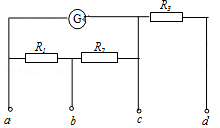 G R₃
R₁ R₂
a b c d